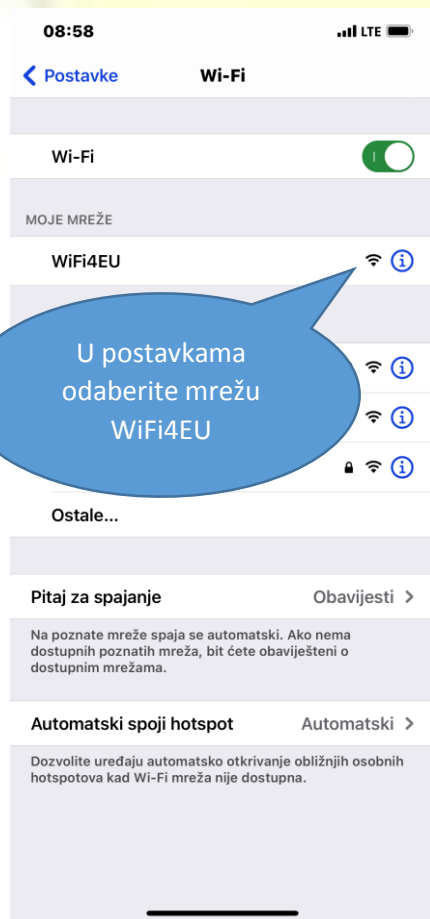 08:58
LTE
Postavke
Wi-Fi
Wi-Fi
MOJE MREŽE
WiFi4EU
U postavkama
odaberite mrežu
WiFi4EU
Ostale...
Pitaj za spajanje
Obavijesti
Na poznate mreže spaja se automatski. Ako nema
dostupnih poznatih mreža, bit ćete obaviješteni o
dostupnim mrežama.
Automatski spoji hotspot
Automatski
Dozvolite uređaju automatsko otkrivanje obližnjih osobnih
hotspotova kad Wi-Fi mreža nije dostupna.